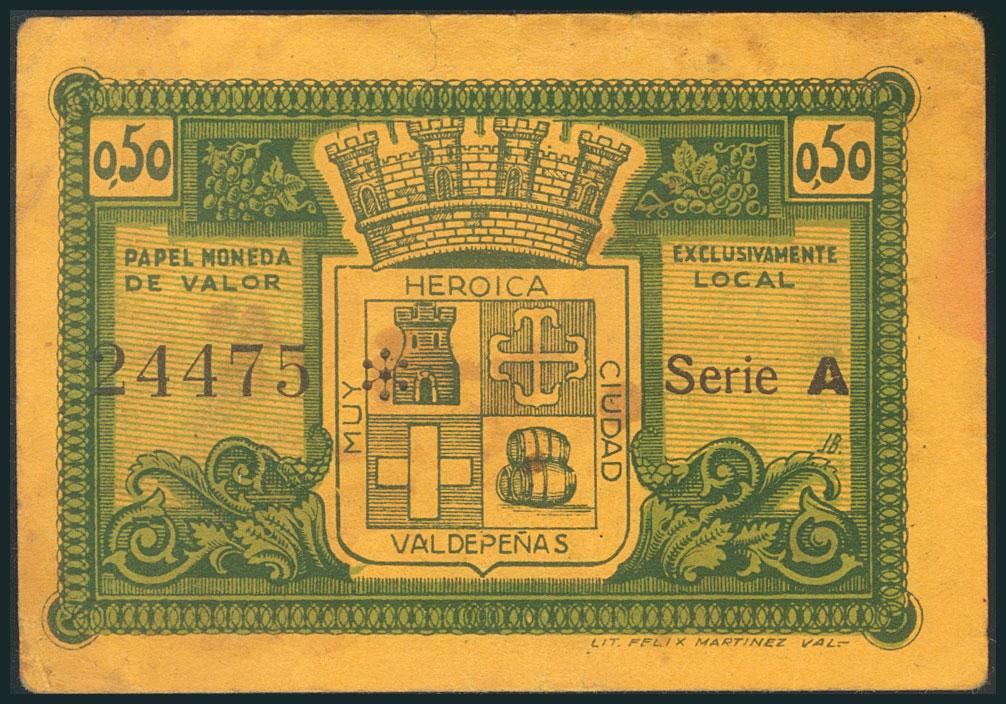 0,50
0,50
PAPEL MONEDA
DE VALOR
EXCLUSIVAMENTE
LOCAL
24475
Serie A
MUY
HEROICA
CIUDAD
VALDEPEÑAS
JB.
LIT. FELIX MARTINEZ VAL-